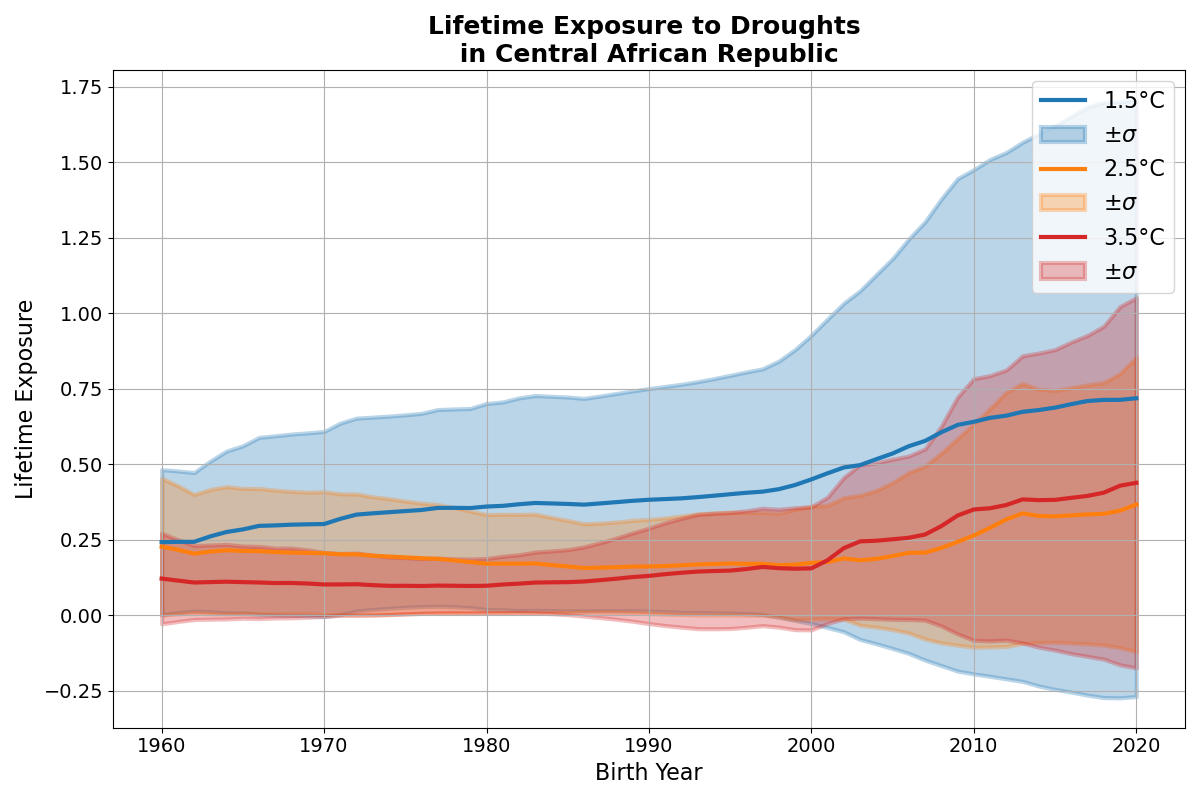 Lifetime Exposure to Droughts
in Central African Republic
Lifetime Exposure
1.75
1.50
1.25
1.00
0.75
0.50
0.25
0.00
−0.25
1960
1970
1980
1990
2000
2010
2020
Birth Year
1.5°C
±σ
2.5°C
±σ
3.5°C
±σ